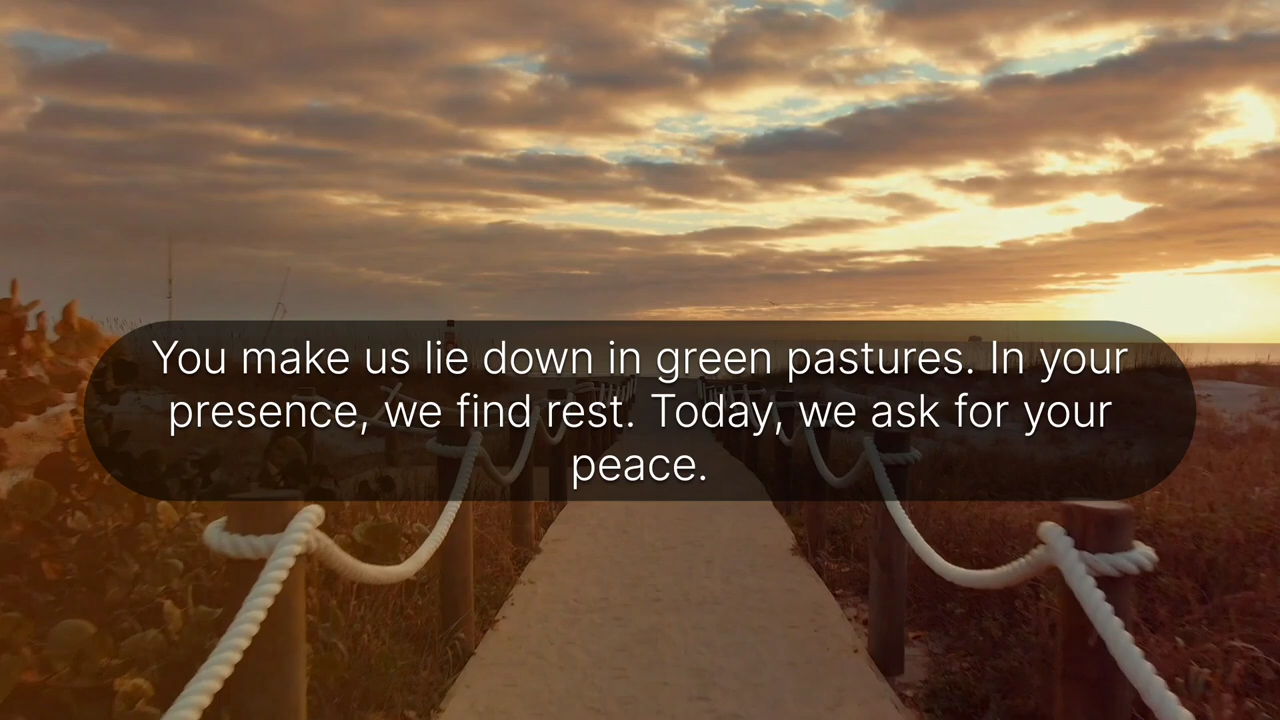 You make us lie down in green pastures. In your
presence, we find rest. Today, we ask for your
peace.